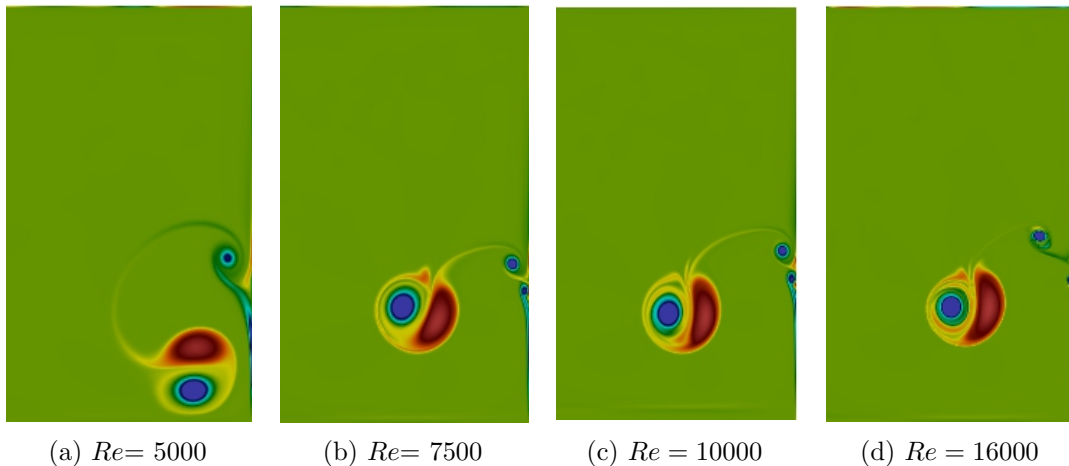 (a) Re= 5000
(b) Re= 7500
(c) Re = 10000
(d) Re = 16000